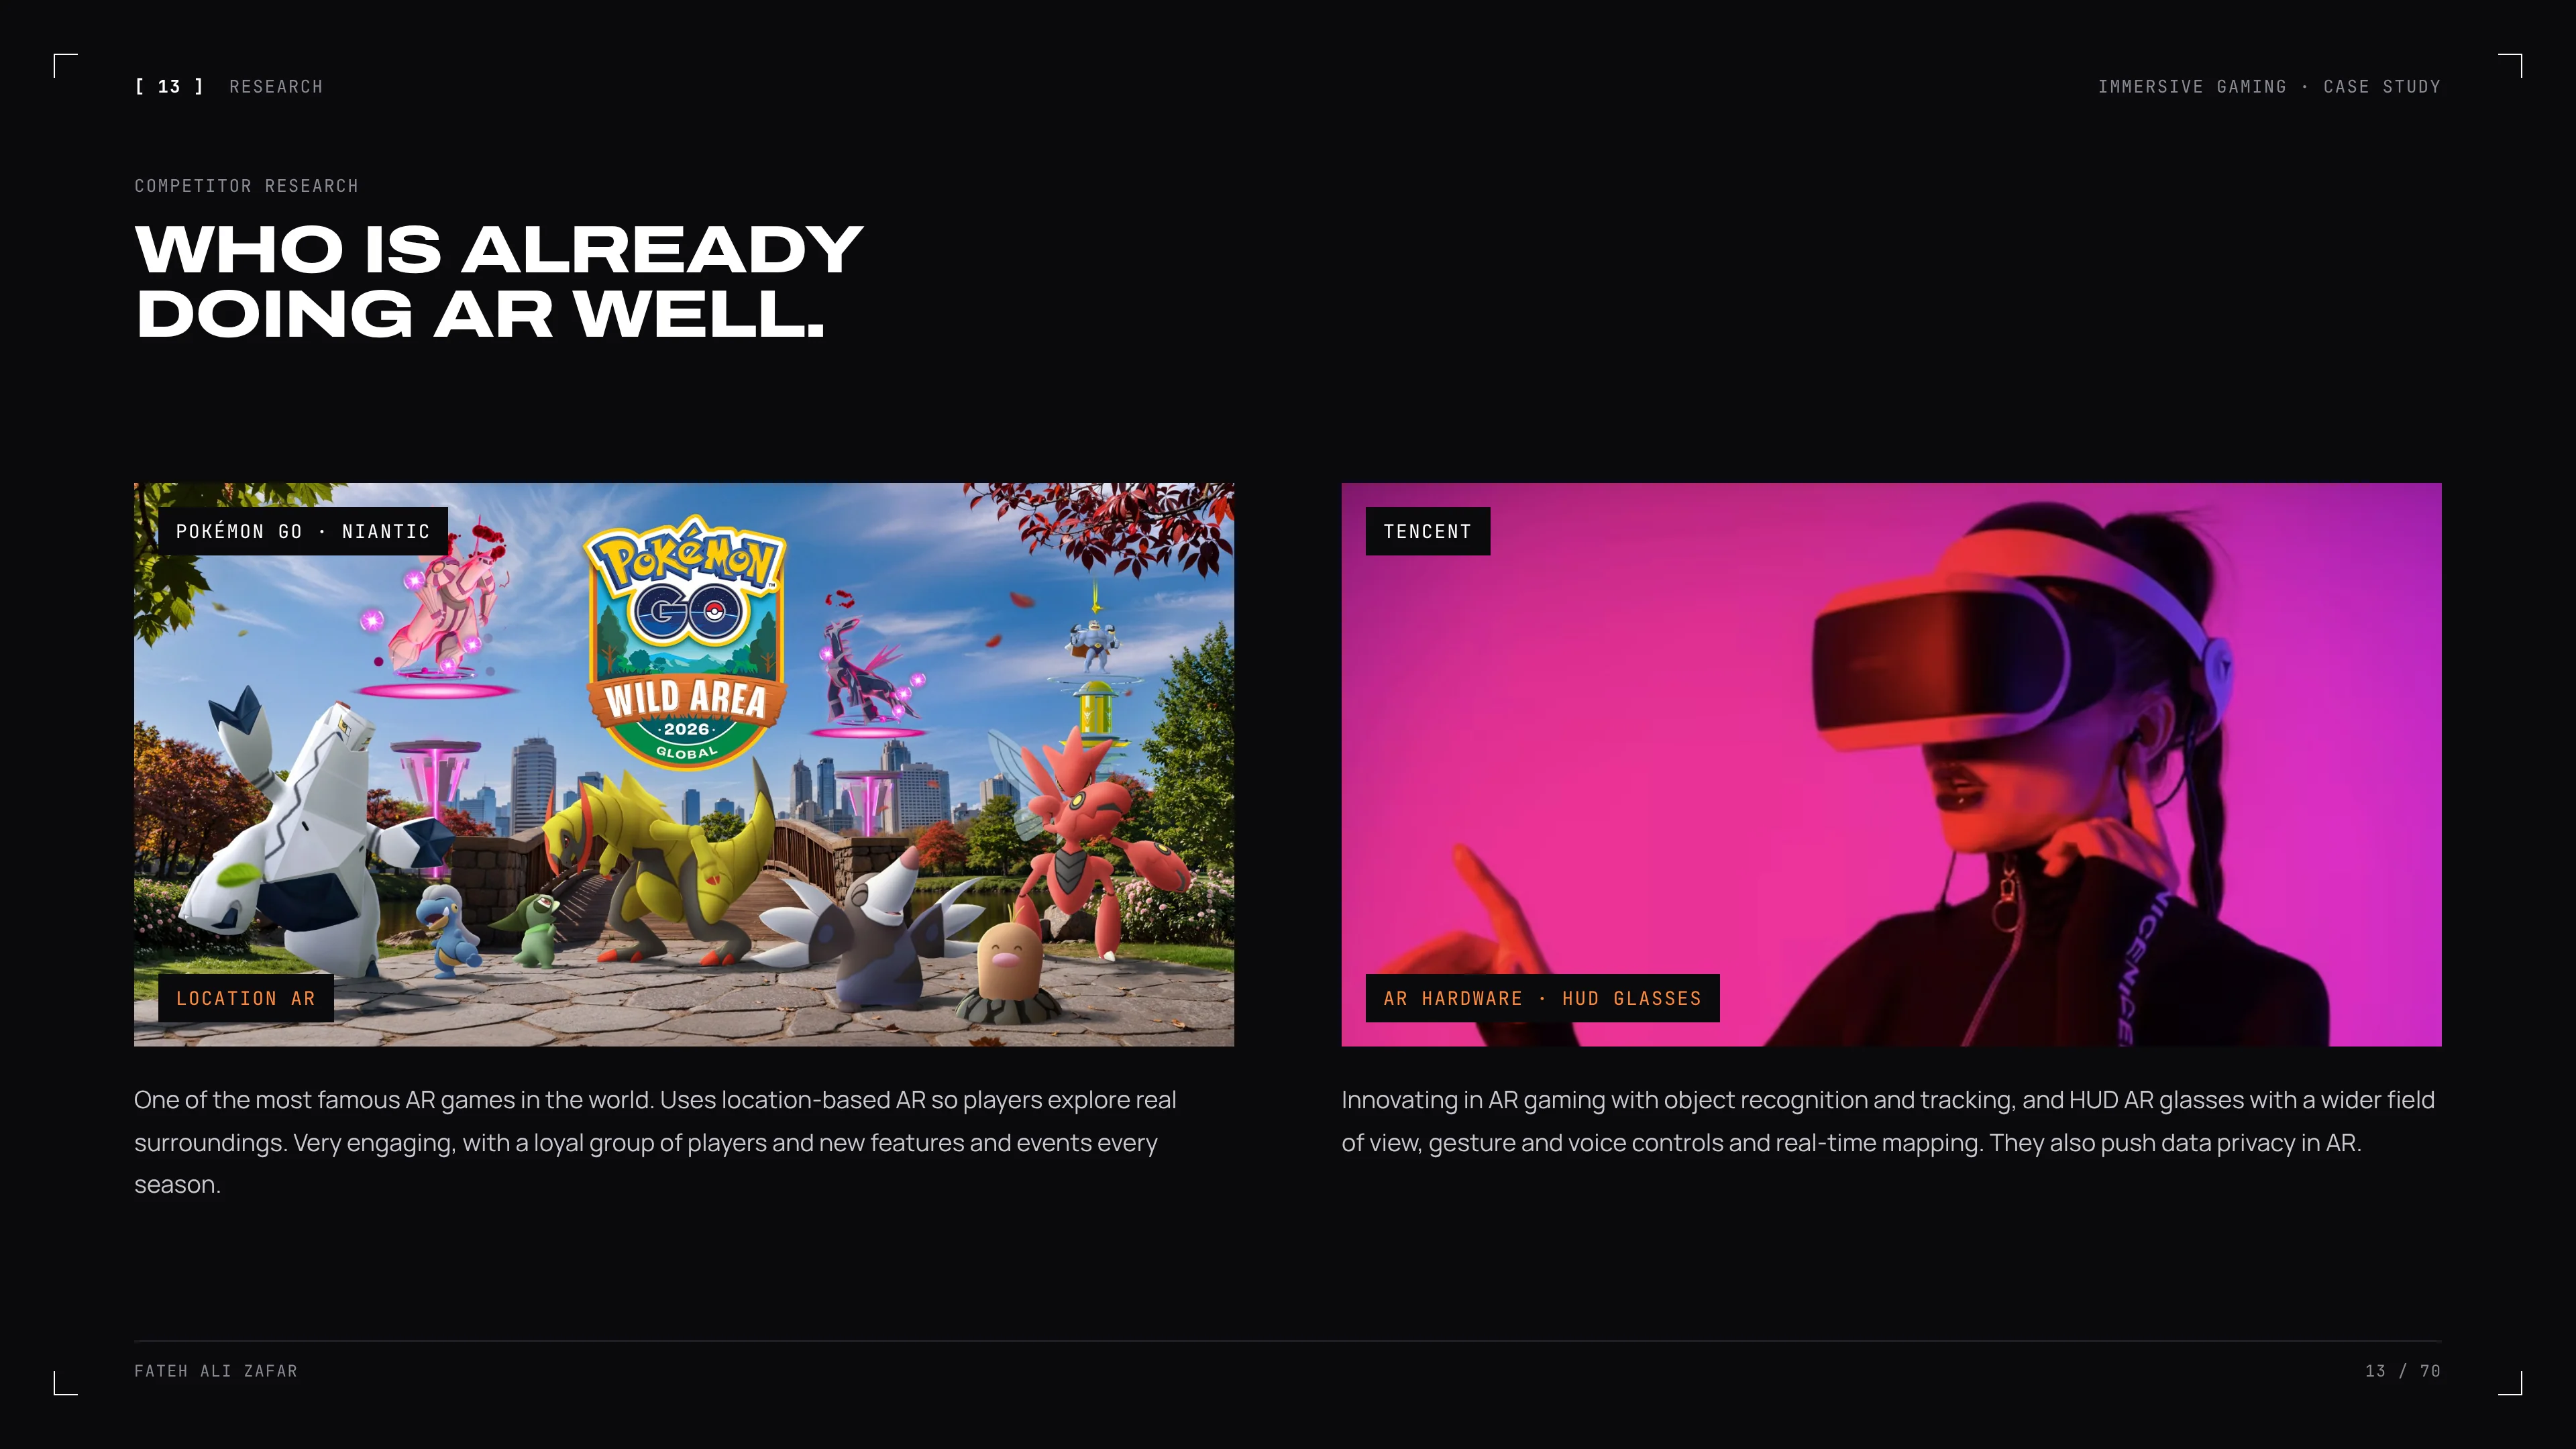 [ 13 ] RESEARCH
IMMERSIVE GAMING · CASE STUDY
COMPETITOR RESEARCH
WHO IS ALREADY
DOING AR WELL.
POKÉMON GO · NIANTIC
POKÉMON
GO
WILD AREA
·2026·
GLOBAL
LOCATION AR
TENCENT
NICENICE
AR HARDWARE · HUD GLASSES
One of the most famous AR games in the world. Uses location-based AR so players explore real
surroundings. Very engaging, with a loyal group of players and new features and events every
season.
Innovating in AR gaming with object recognition and tracking, and HUD AR glasses with a wider field
of view, gesture and voice controls and real-time mapping. They also push data privacy in AR.
FATEH ALI ZAFAR
13 / 70